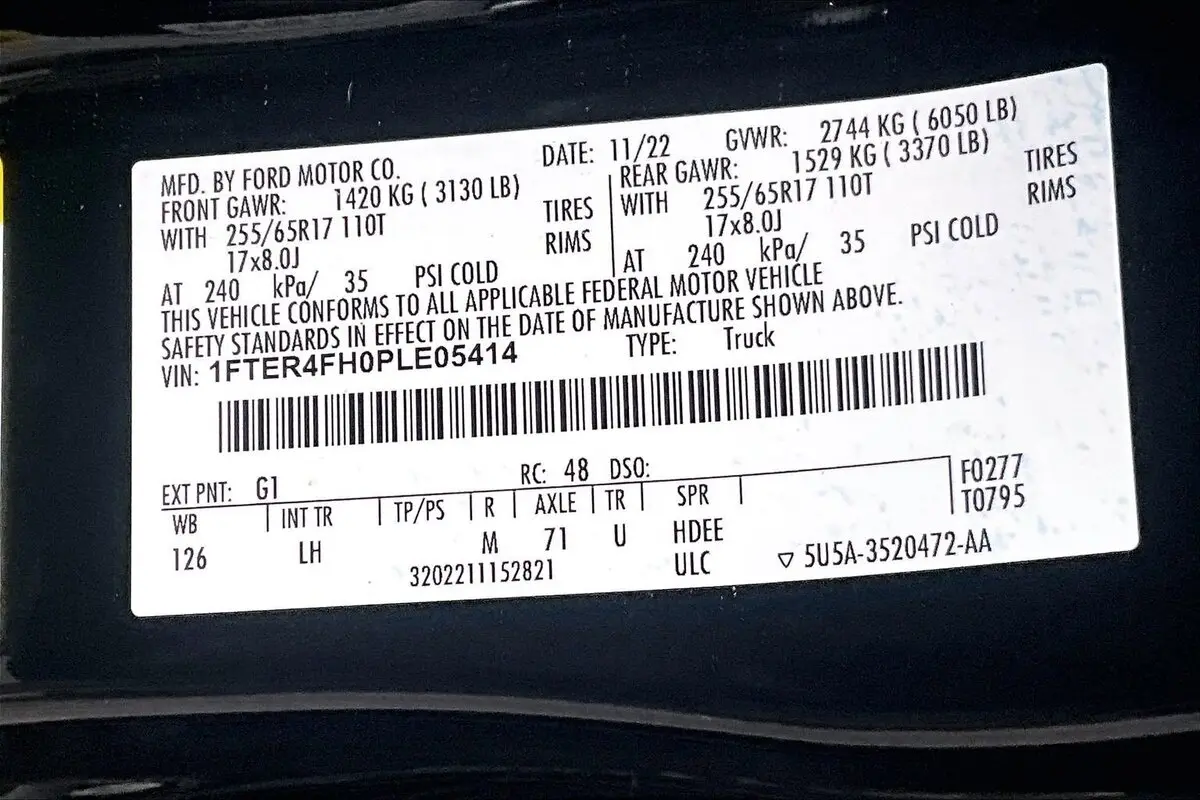 MFD. BY FORD MOTOR CO. DATE: 11/22 GVWR: 2744 KG ( 6050 LB)
FRONT GAWR: 1420 KG ( 3130 LB) REAR GAWR: 1529 KG ( 3370 LB)
WITH 255/65R17 110T TIRES WITH 255/65R17 110T TIRES
17x8.0J RIMS 17x8.0J RIMS
AT 240 kPa/ 35 PSI COLD AT 240 kPa/ 35 PSI COLD
THIS VEHICLE CONFORMS TO ALL APPLICABLE FEDERAL MOTOR VEHICLE
SAFETY STANDARDS IN EFFECT ON THE DATE OF MANUFACTURE SHOWN ABOVE.
VIN: 1FTER4FH0PLE05414 TYPE: Truck
EXT PNT: G1 RC: 48 DSO: F0277
WB INT TR TP/PS R AXLE TR SPR T0795
126 LH M 71 U HDEE
3202211152821 ULC ▽ 5U5A-3520472-AA